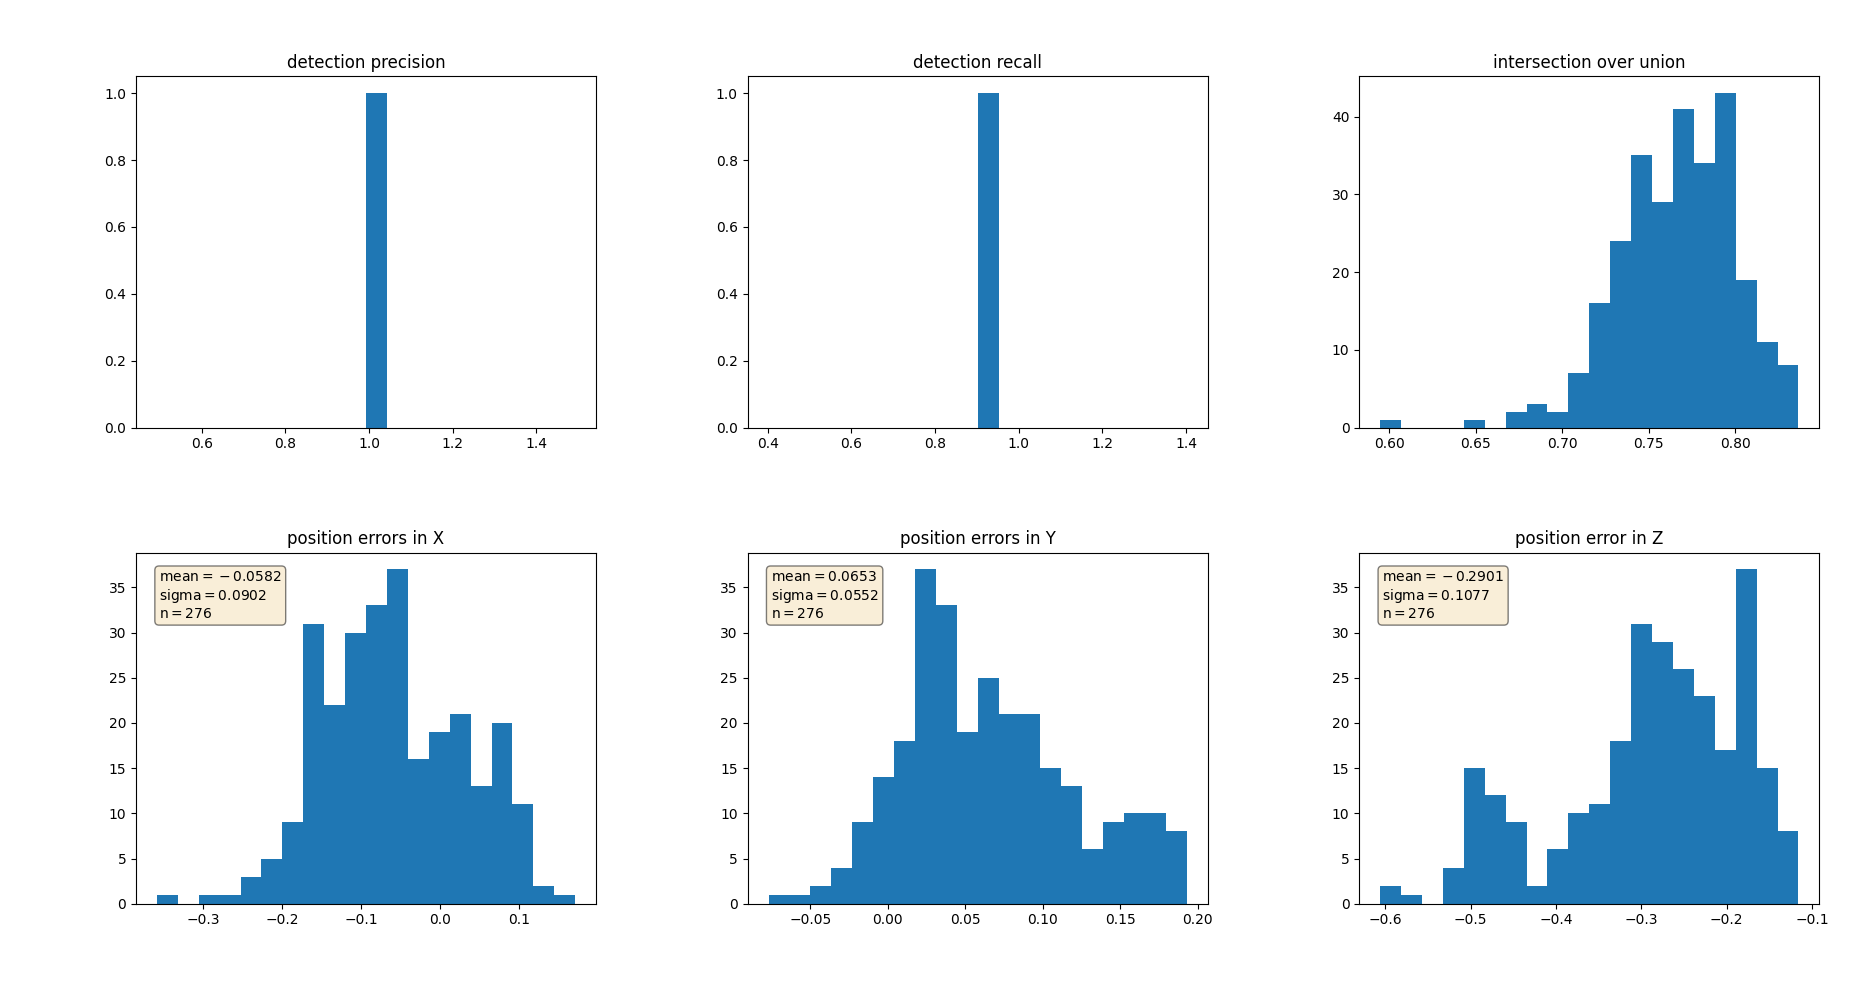 detection precision
1.0
0.8
0.6
0.4
0.2
0.0
0.6 0.8 1.0 1.2 1.4
detection recall
1.0
0.8
0.6
0.4
0.2
0.0
0.4 0.6 0.8 1.0 1.2 1.4
intersection over union
40
30
20
10
0
0.60 0.65 0.70 0.75 0.80
position errors in X
mean = −0.0582
sigma = 0.0902
n = 276
35
30
25
20
15
10
5
0
−0.3 −0.2 −0.1 0.0 0.1
position errors in Y
mean = 0.0653
sigma = 0.0552
n = 276
35
30
25
20
15
10
5
0
−0.05 0.00 0.05 0.10 0.15 0.20
position error in Z
mean = −0.2901
sigma = 0.1077
n = 276
35
30
25
20
15
10
5
0
−0.6 −0.5 −0.4 −0.3 −0.2 −0.1